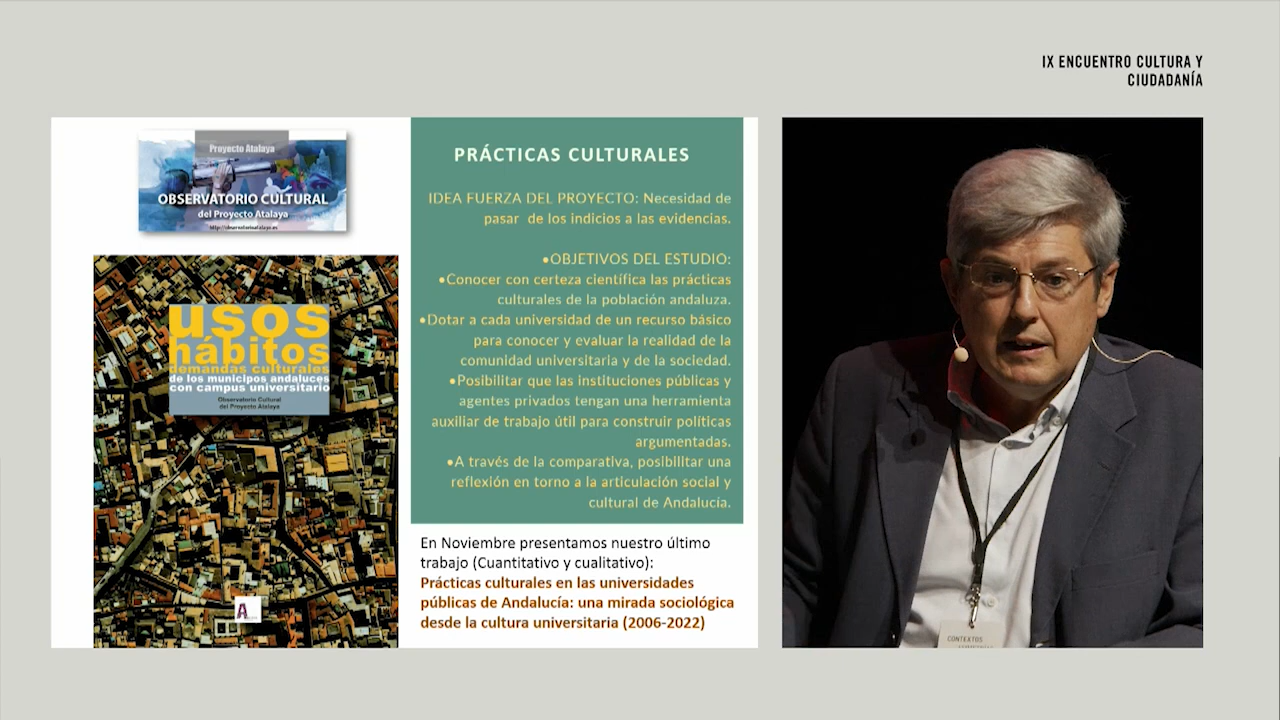 IX ENCUENTRO CULTURA Y
CIUDADANÍA
Proyecto Atalaya
OBSERVATORIO CULTURAL
del Proyecto Atalaya
usos
hábitos
demandas culturales
de los municipos andaluces
con campus universitario
Observatorio Cultural
del Proyecto Atalaya
A
PRÁCTICAS CULTURALES
IDEA FUERZA DEL PROYECTO: Necesidad de
pasar de los indicios a las evidencias.
•OBJETIVOS DEL ESTUDIO:
•Conocer con certeza científica las prácticas
culturales de la población andaluza.
•Dotar a cada universidad de un recurso básico
para conocer y evaluar la realidad de la
comunidad universitaria y de la sociedad.
•Posibilitar que las instituciones públicas y
agentes privados tengan una herramienta
auxiliar de trabajo útil para construir políticas
argumentadas.
•A través de la comparativa, posibilitar una
reflexión en torno a la articulación social y
cultural de Andalucía.
En Noviembre presentamos nuestro último
trabajo (Cuantitativo y cualitativo):
Prácticas culturales en las universidades
públicas de Andalucía: una mirada sociológica
desde la cultura universitaria (2006-2022)
CONTEXTOS